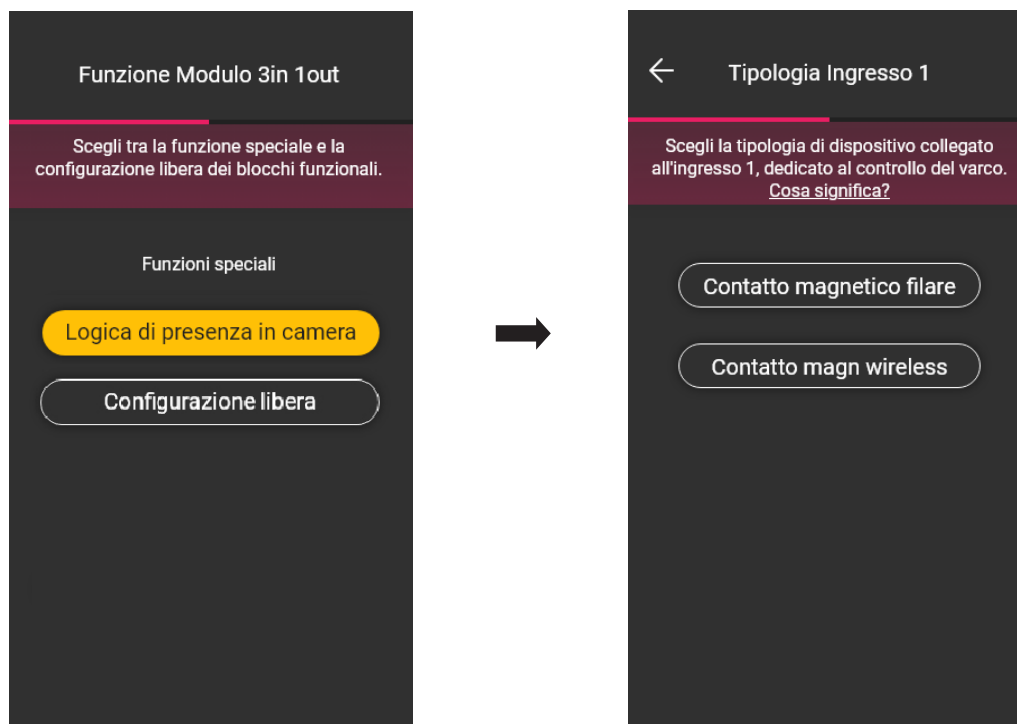 Funzione Modulo 3in 1out
Scegli tra la funzione speciale e la
configurazione libera dei blocchi funzionali.
Funzioni speciali
Logica di presenza in camera
Configurazione libera
Tipologia Ingresso 1
Scegli la tipologia di dispositivo collegato
all'ingresso 1, dedicato al controllo del varco.
Cosa significa?
Contatto magnetico filare
Contatto magn wireless